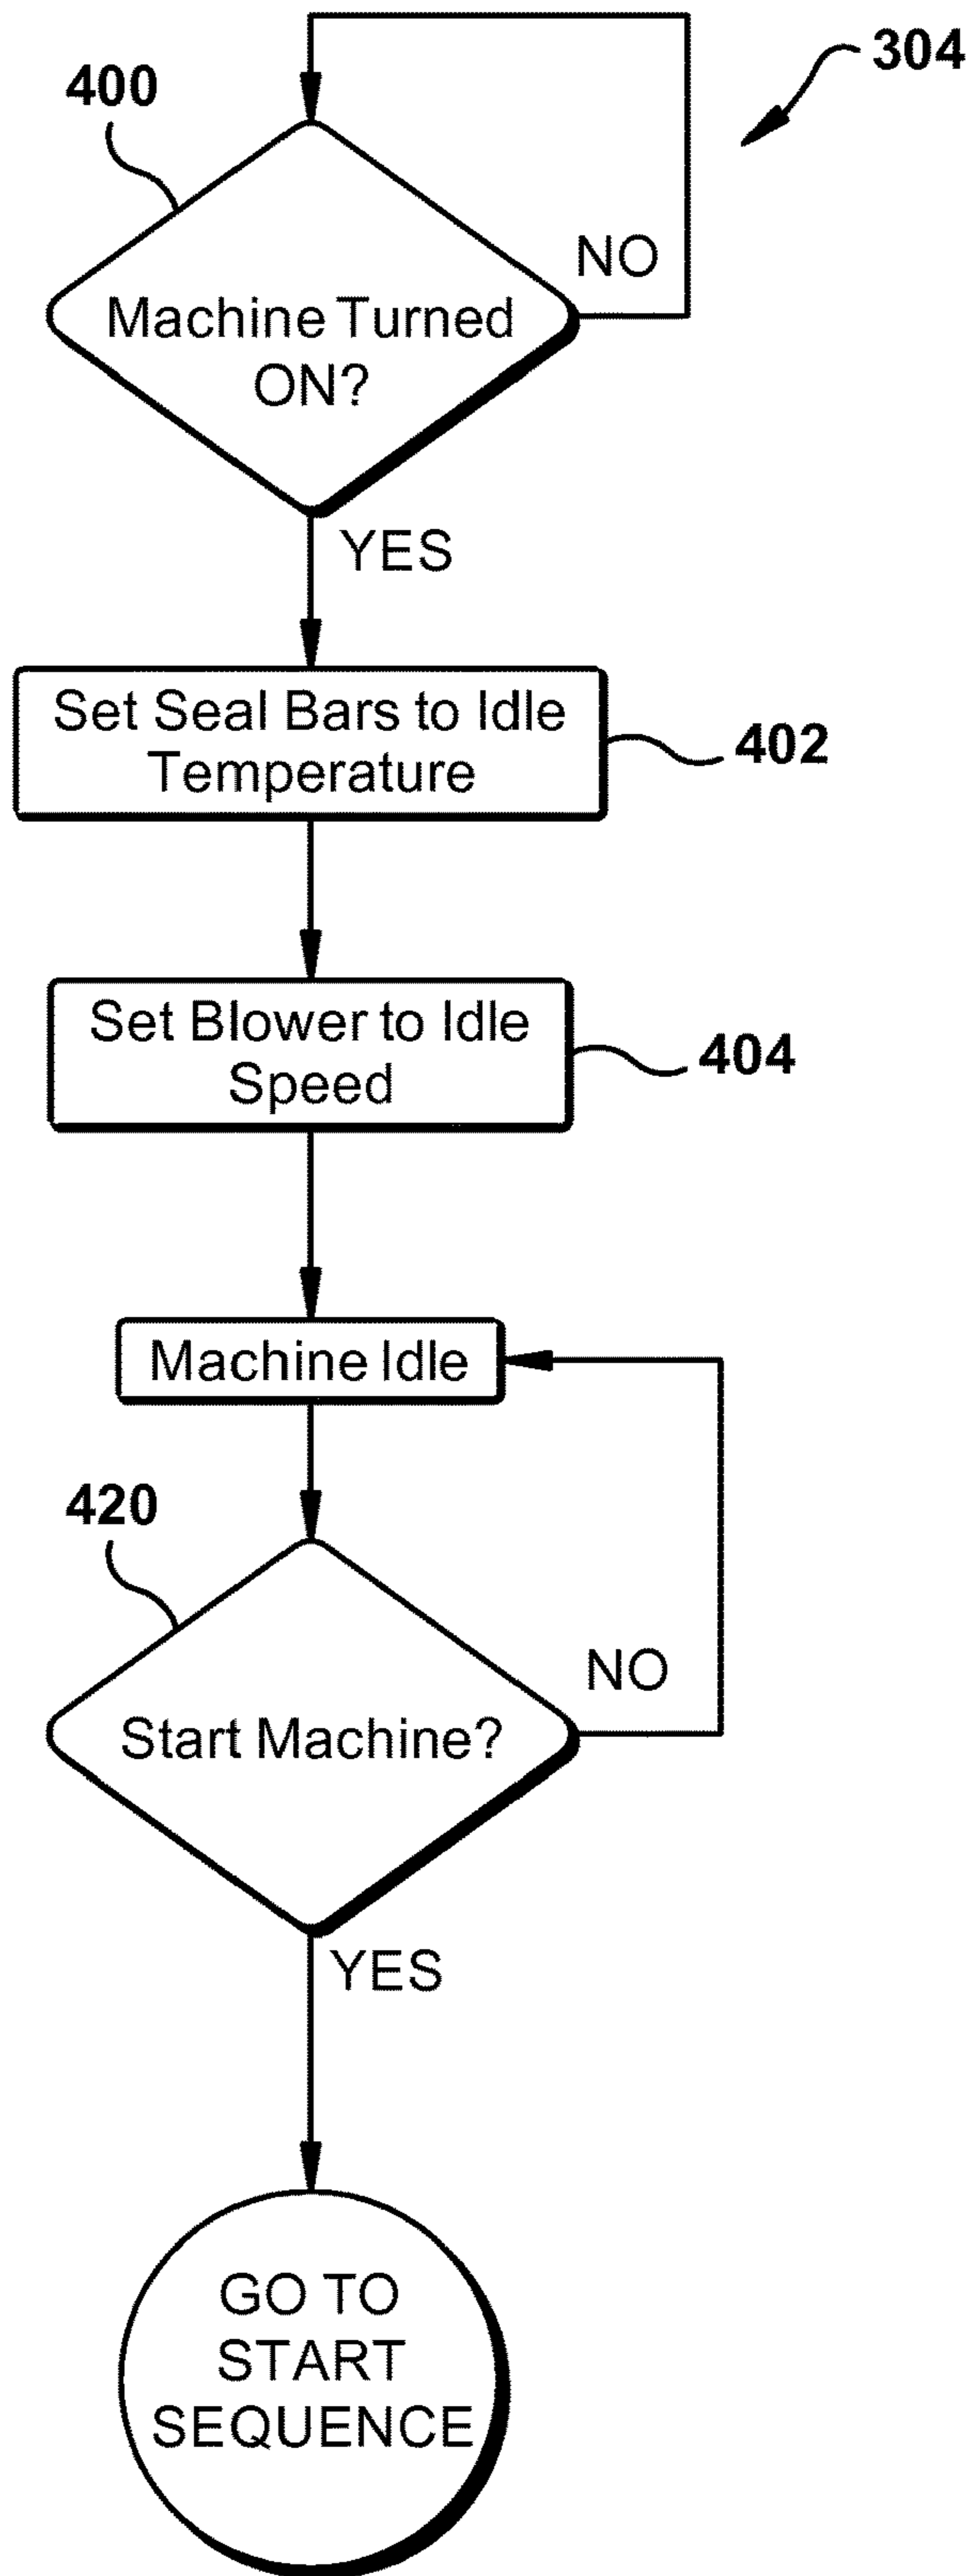 304
400
NO
Machine Turned
ON?
YES
Set Seal Bars to Idle
Temperature
402
Set Blower to Idle
Speed
404
Machine Idle
420
NO
Start Machine?
YES
GO TO
START
SEQUENCE